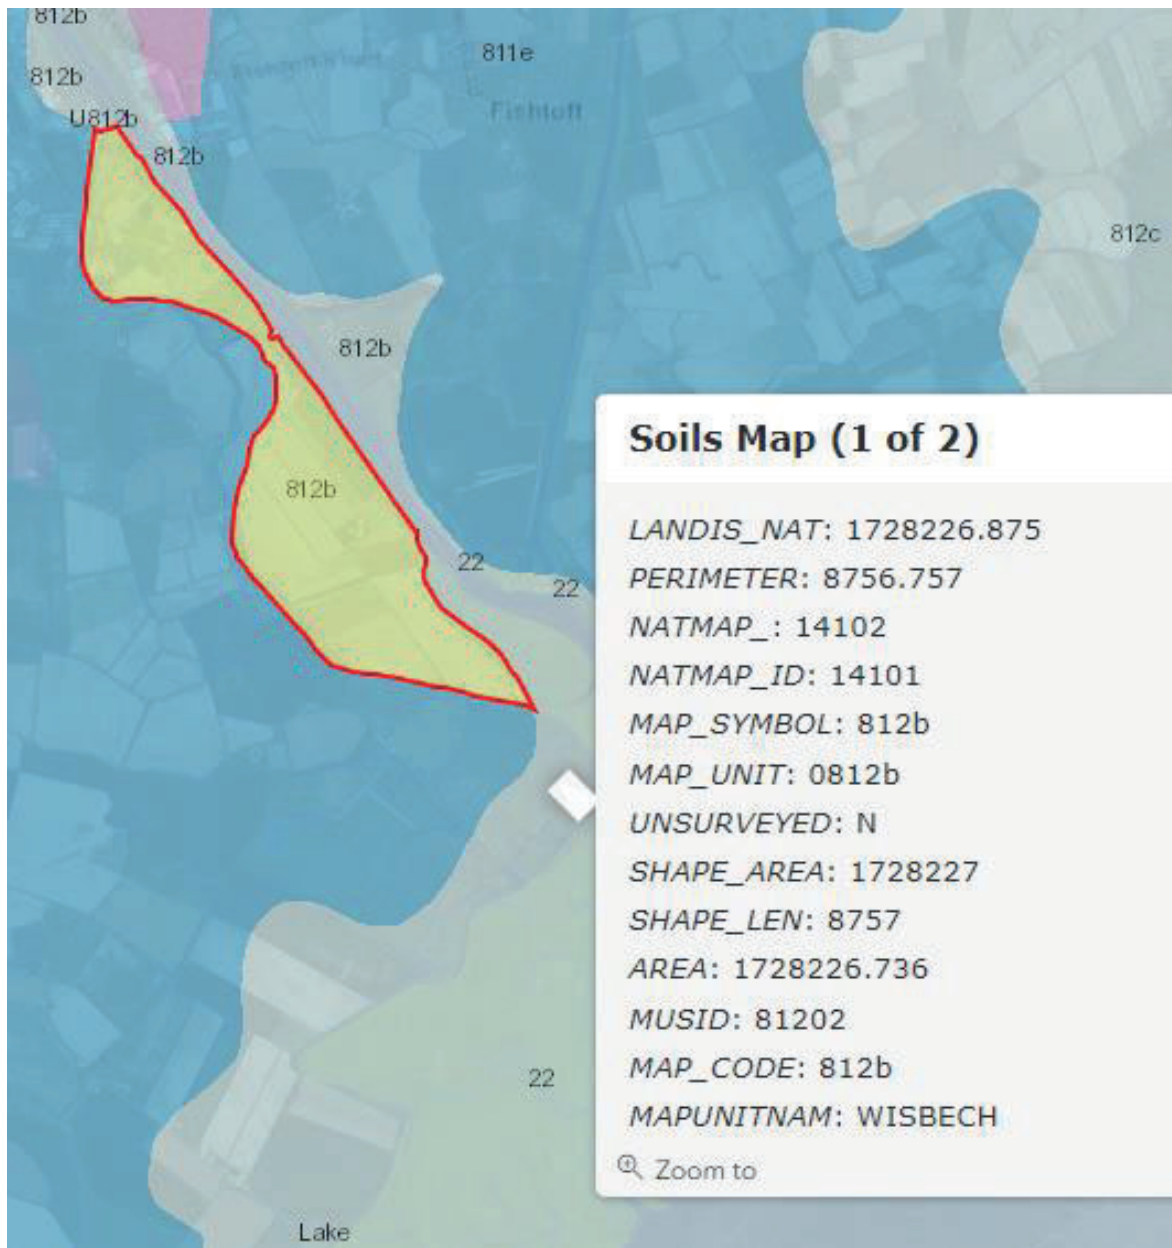 812b
811e
812b
Fishtoft
U812b
812b
812c
812b
812b
22
22
22
Lake
Soils Map (1 of 2)
LANDIS_NAT: 1728226.875
PERIMETER: 8756.757
NATMAP_: 14102
NATMAP_ID: 14101
MAP_SYMBOL: 812b
MAP_UNIT: 0812b
UNSURVEYED: N
SHAPE_AREA: 1728227
SHAPE_LEN: 8757
AREA: 1728226.736
MUSID: 81202
MAP_CODE: 812b
MAPUNITNAM: WISBECH
Zoom to